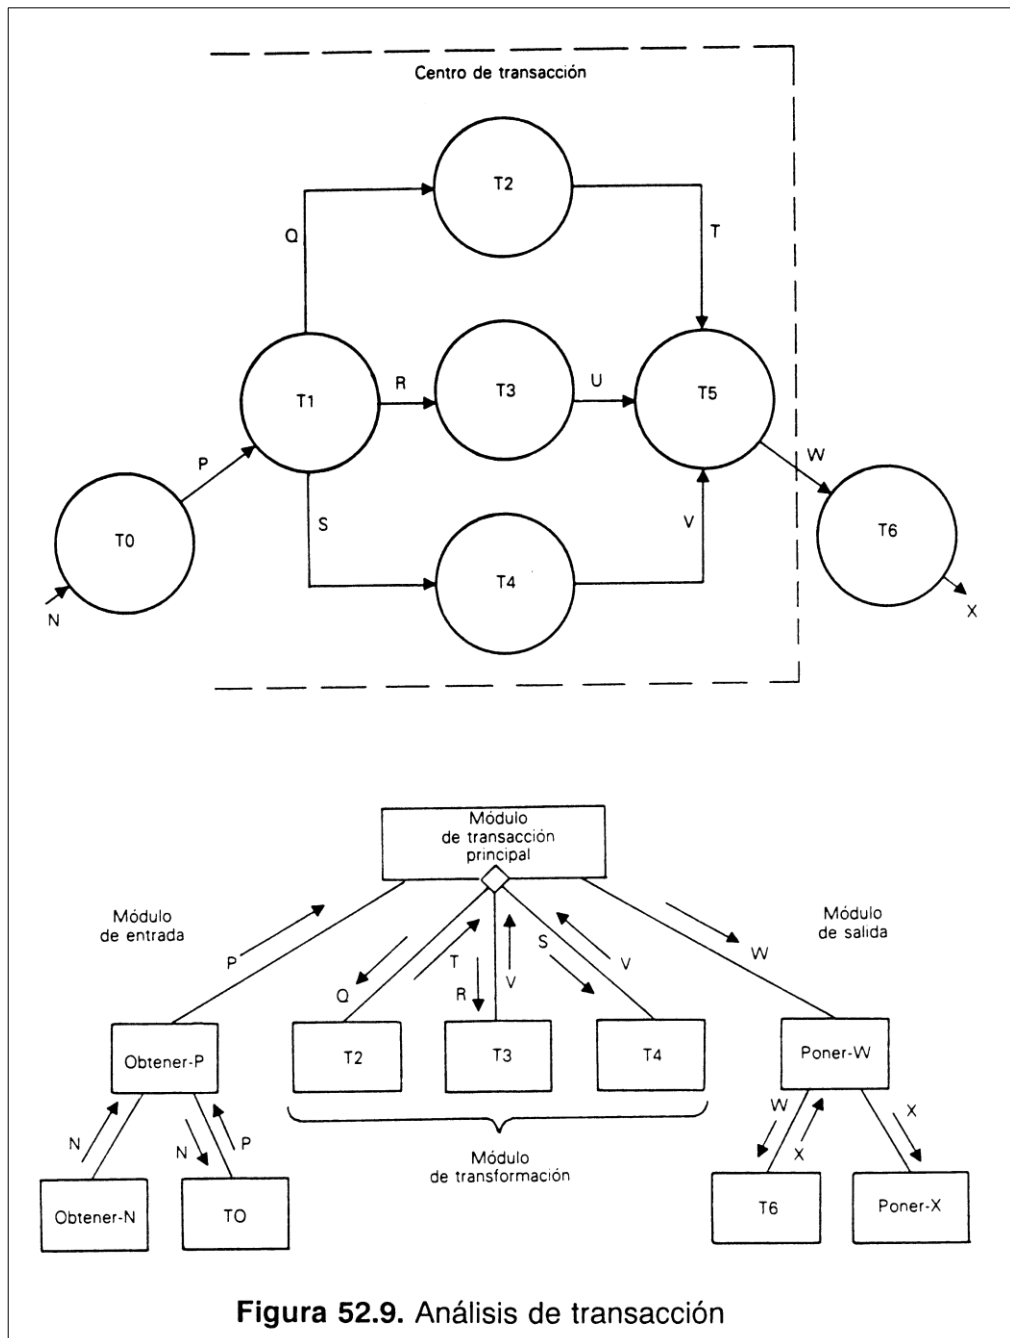 Centro de transacción
T2
Q
T
T1
R
T3
U
T5
P
W
S
V
T0
T4
T6
N
X
Módulo
de transacción
principal
Módulo
de entrada
Módulo
de salida
P
Q
T
R
V
S
V
W
Obtener-P
T2
T3
T4
Poner-W
N
N
P
W
X
X
Módulo
de transformación
Obtener-N
TO
T6
Poner-X
Figura 52.9. Análisis de transacción